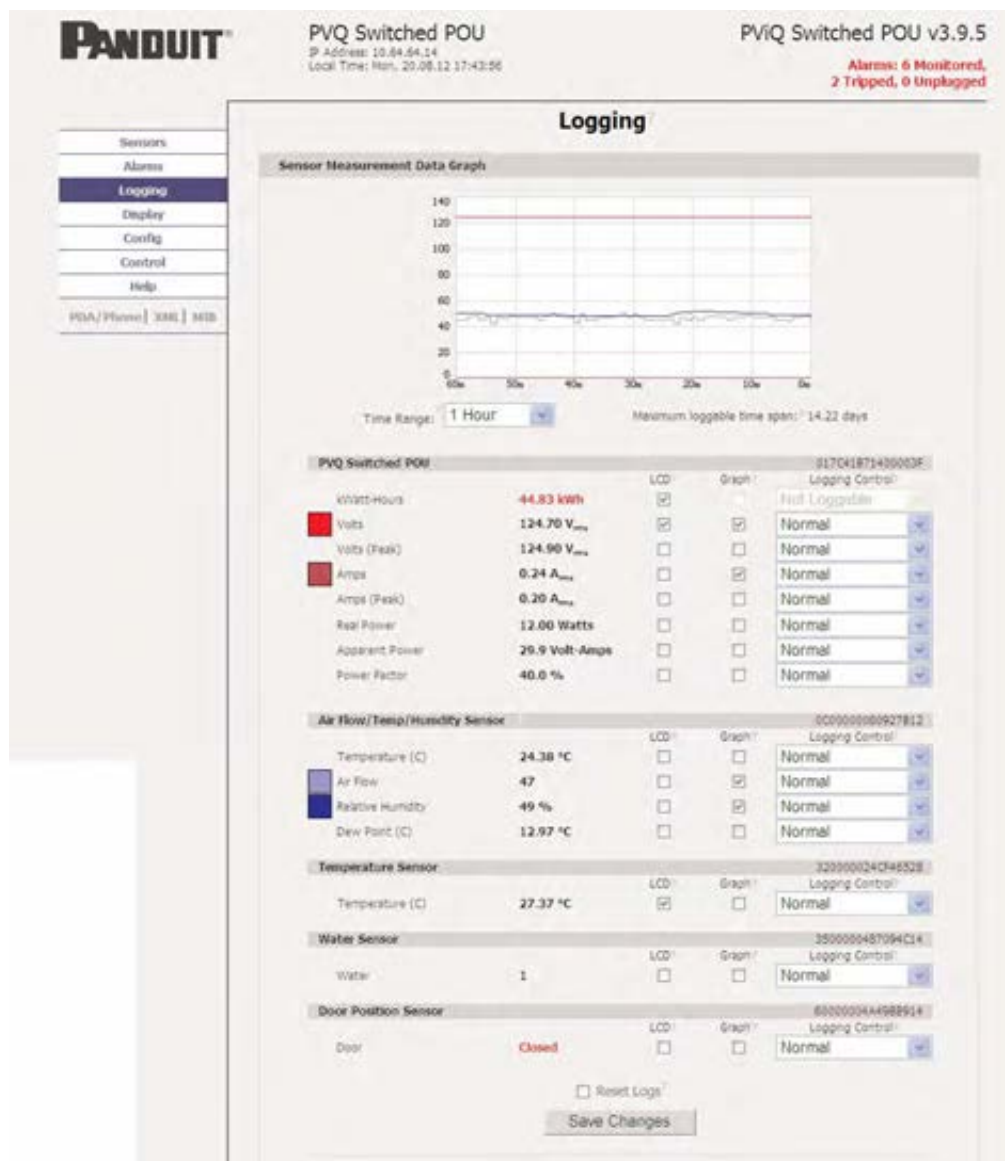 PANDUIT
PVQ Switched POU
IP Address: 10.64.64.14
Local Time: Mon, 20.08.12 17:43:56
PViQ Switched POU v3.9.5
Alarms: 6 Monitored,
2 Tripped, 0 Unplugged
Sensors
Alarms
Logging
Display
Config
Control
Help
PDA/Phone | XML | MIB
Logging
Sensor Measurement Data Graph
140
120
100
80
60
40
20
0
60m 50m 40m 30m 20m 10m 0m
Time Range: 1 Hour
Maximum loggable time span: 14.22 days
PVQ Switched POU
LCD Graph Logging Control
kWatt-Hours 44.83 kWh Not Loggable
Volts 124.70 Vrms Normal
Volts (Peak) 124.90 Vrms Normal
Amps 0.24 Arms Normal
Amps (Peak) 0.20 Arms Normal
Real Power 12.00 Watts Normal
Apparent Power 29.9 Volt-Amps Normal
Power Factor 40.0 % Normal
Air Flow/Temp/Humidity Sensor
LCD Graph Logging Control
Temperature (C) 24.38 °C Normal
Air Flow 47 Normal
Relative Humidity 49 % Normal
Dew Point (C) 12.97 °C Normal
Temperature Sensor
LCD Graph Logging Control
Temperature (C) 27.37 °C Normal
Water Sensor
LCD Graph Logging Control
Water 1 Normal
Door Position Sensor
LCD Graph Logging Control
Door Closed Normal
Reset Logs
Save Changes